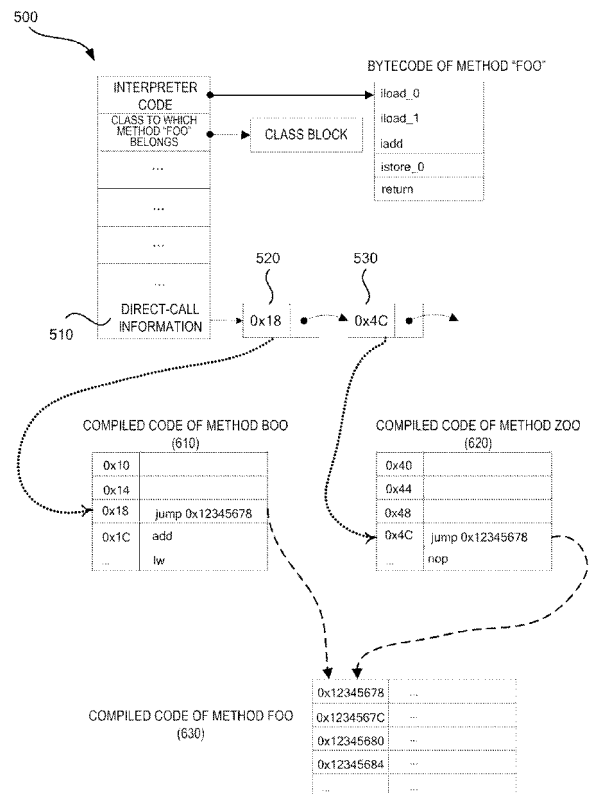 500
BYTECODE OF METHOD "FOO"
INTERPRETER
CODE
iload_0
iload_1
iadd
istore_0
return
CLASS TO WHICH
METHOD "FOO"
BELONGS
CLASS BLOCK
...
...
...
...
520
530
510
DIRECT-CALL
INFORMATION
0x18
0x4C
COMPILED CODE OF METHOD BOO
(610)
0x10
0x14
0x18 jump 0x12345678
0x1C add
... lw
COMPILED CODE OF METHOD ZOO
(620)
0x40
0x44
0x48
0x4C jump 0x12345678
... nop
COMPILED CODE OF METHOD FOO
(630)
0x12345678 ...
0x1234567C ...
0x12345680 ...
0x12345684 ...
... ...